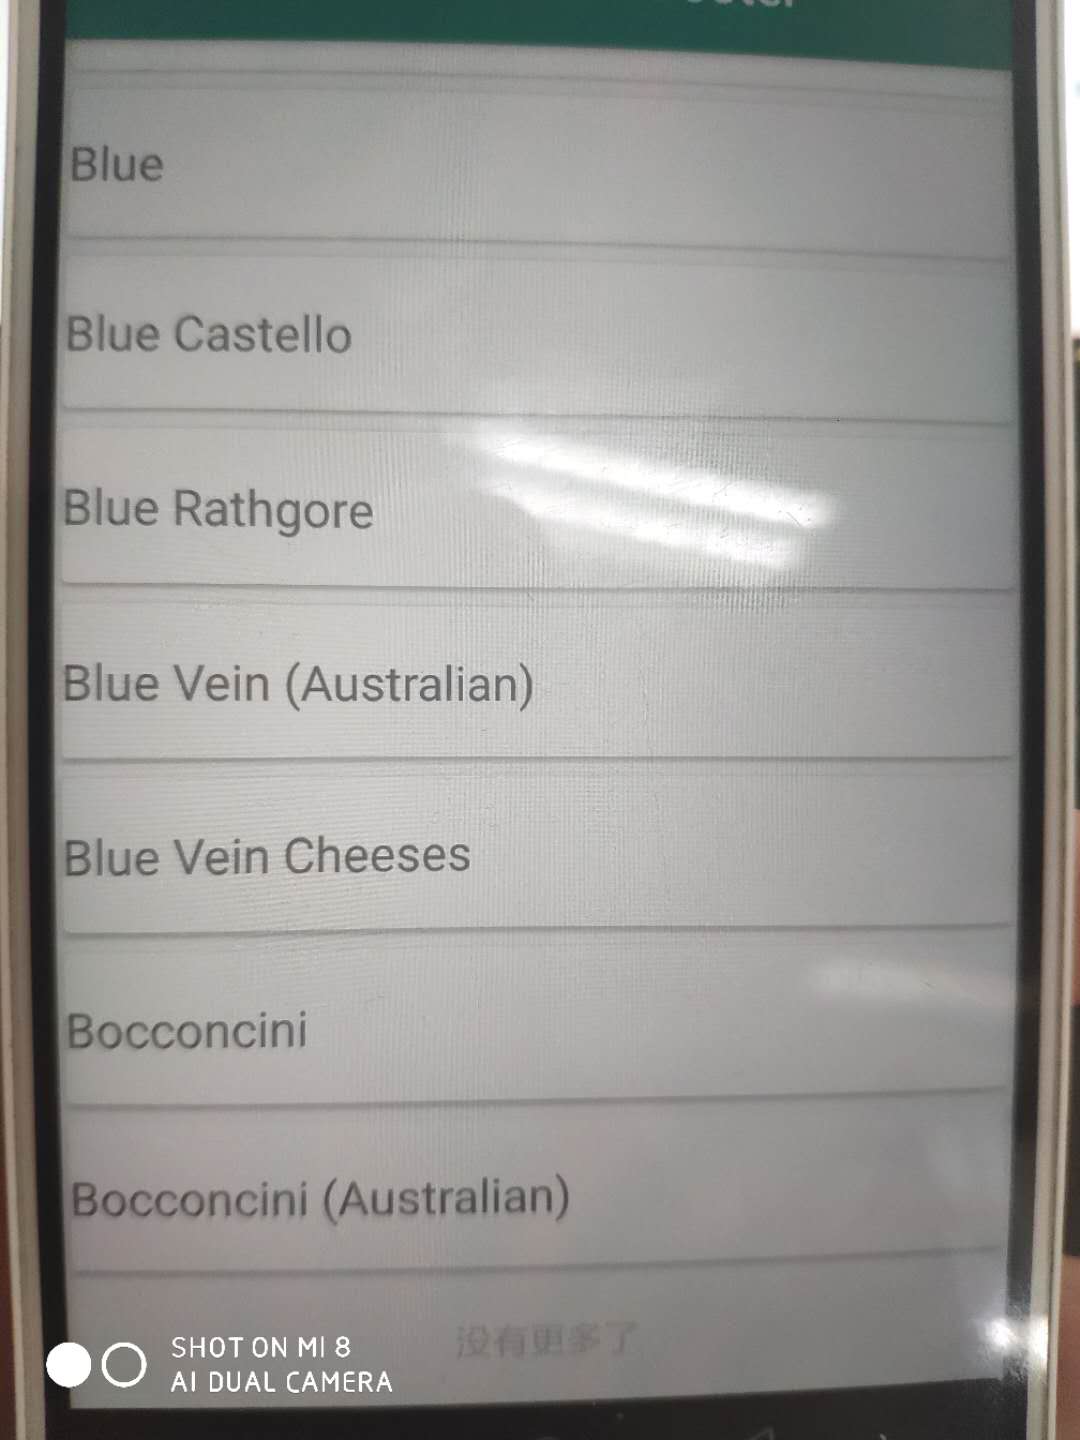 Blue
Blue Castello
Blue Rathgore
Blue Vein (Australian)
Blue Vein Cheeses
Bocconcini
Bocconcini (Australian)
没有更多了
SHOT ON MI 8
AI DUAL CAMERA